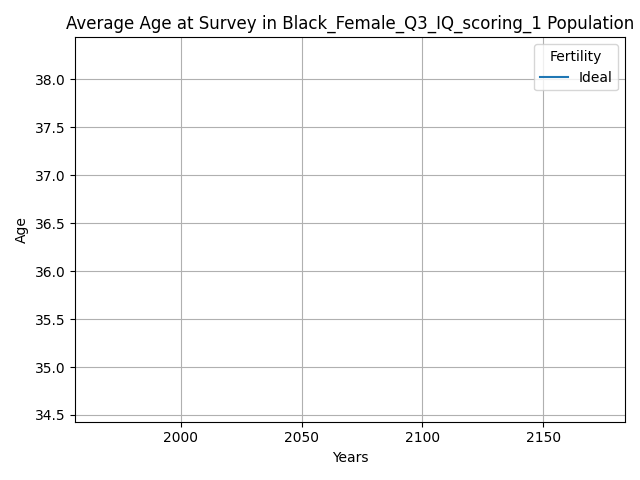 Average Age at Survey in Black_Female_Q3_IQ_scoring_1 Population
Fertility
Ideal
38.0
37.5
37.0
36.5
36.0
35.5
35.0
34.5
Age
2000 2050 2100 2150
Years